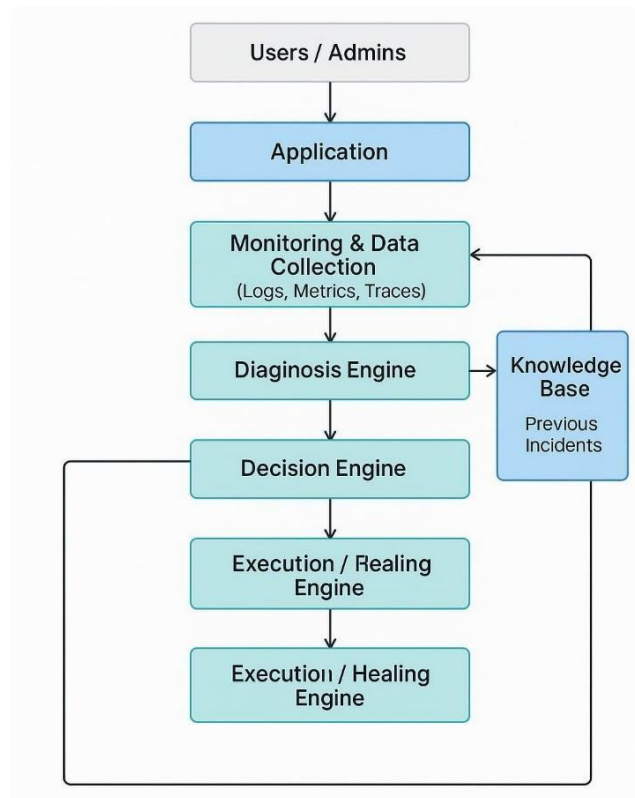 Users / Admins
Application
Monitoring & Data
Collection
(Logs, Metrics, Traces)
Diagnosis Engine
Knowledge
Base
Previous
Incidents
Decision Engine
Execution / Realing
Engine
Execution / Healing
Engine